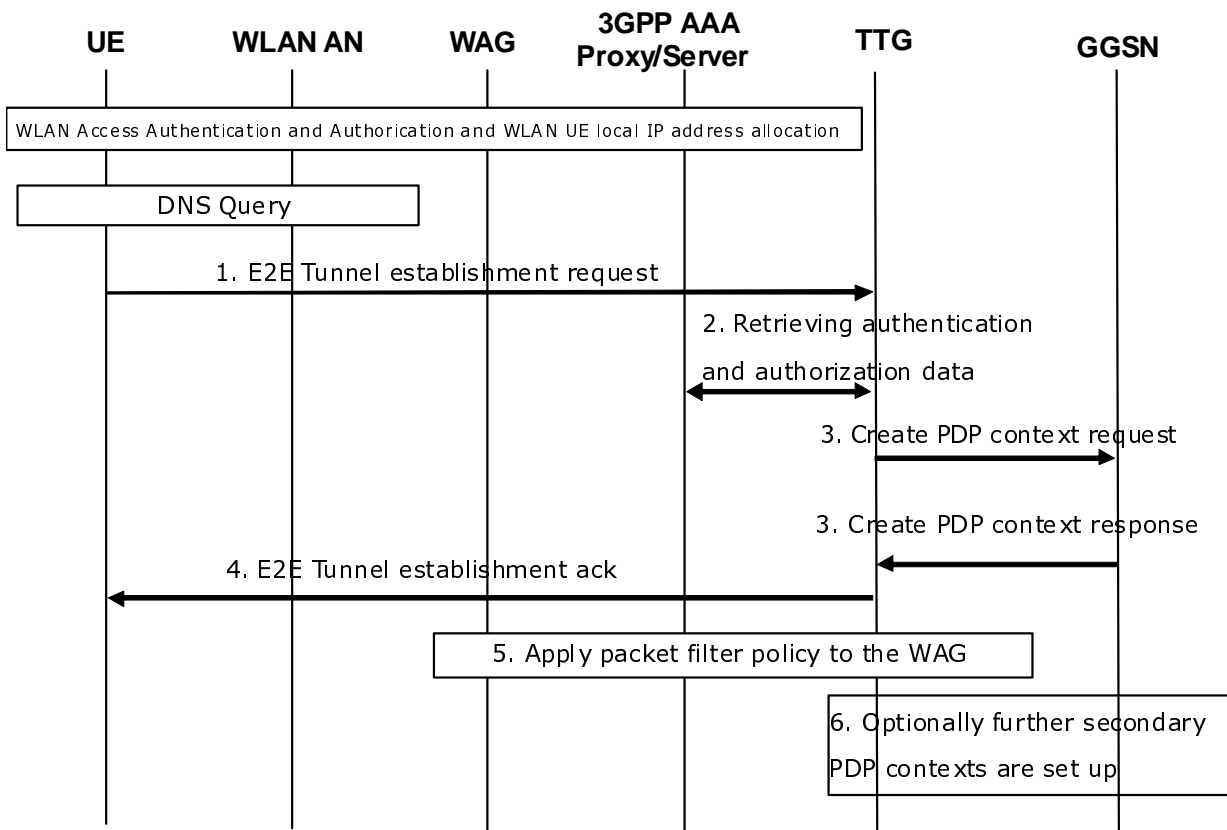 UE
WLAN AN
WAG
3GPP AAA
Proxy/Server
TTG
GGSN
WLAN Access Authentication and Authorication and WLAN UE local IP address allocation
DNS Query
1. E2E Tunnel establishment request
2. Retrieving authentication
and authorization data
3. Create PDP context request
3. Create PDP context response
4. E2E Tunnel establishment ack
5. Apply packet filter policy to the WAG
6. Optionally further secondary
PDP contexts are set up